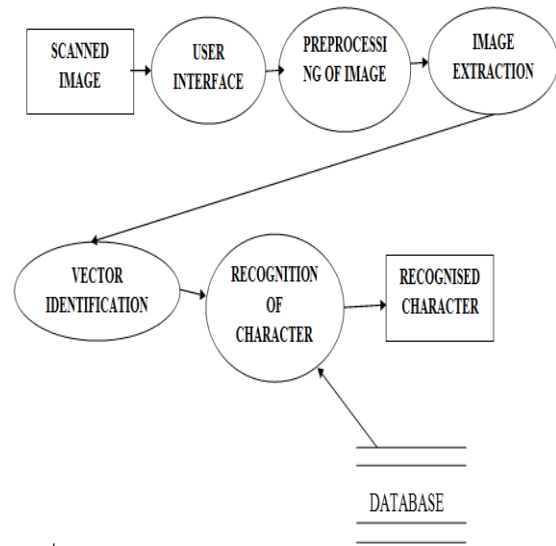 SCANNED
IMAGE
USER
INTERFACE
PREPROCESSI
NG OF IMAGE
IMAGE
EXTRACTION
VECTOR
IDENTIFICATION
RECOGNITION
OF
CHARACTER
RECOGNISED
CHARACTER
DATABASE